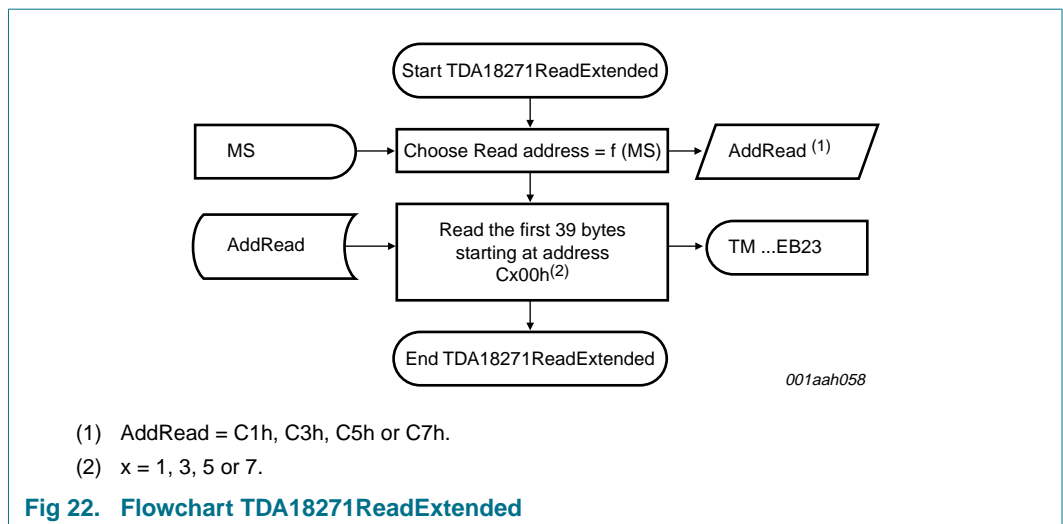 Start TDA18271ReadExtended
MS
Choose Read address = f (MS)
AddRead (1)
AddRead
Read the first 39 bytes
starting at address
Cx00h(2)
TM ...EB23
End TDA18271ReadExtended
001aah058
(1) AddRead = C1h, C3h, C5h or C7h.
(2) x = 1, 3, 5 or 7.
Fig 22. Flowchart TDA18271ReadExtended